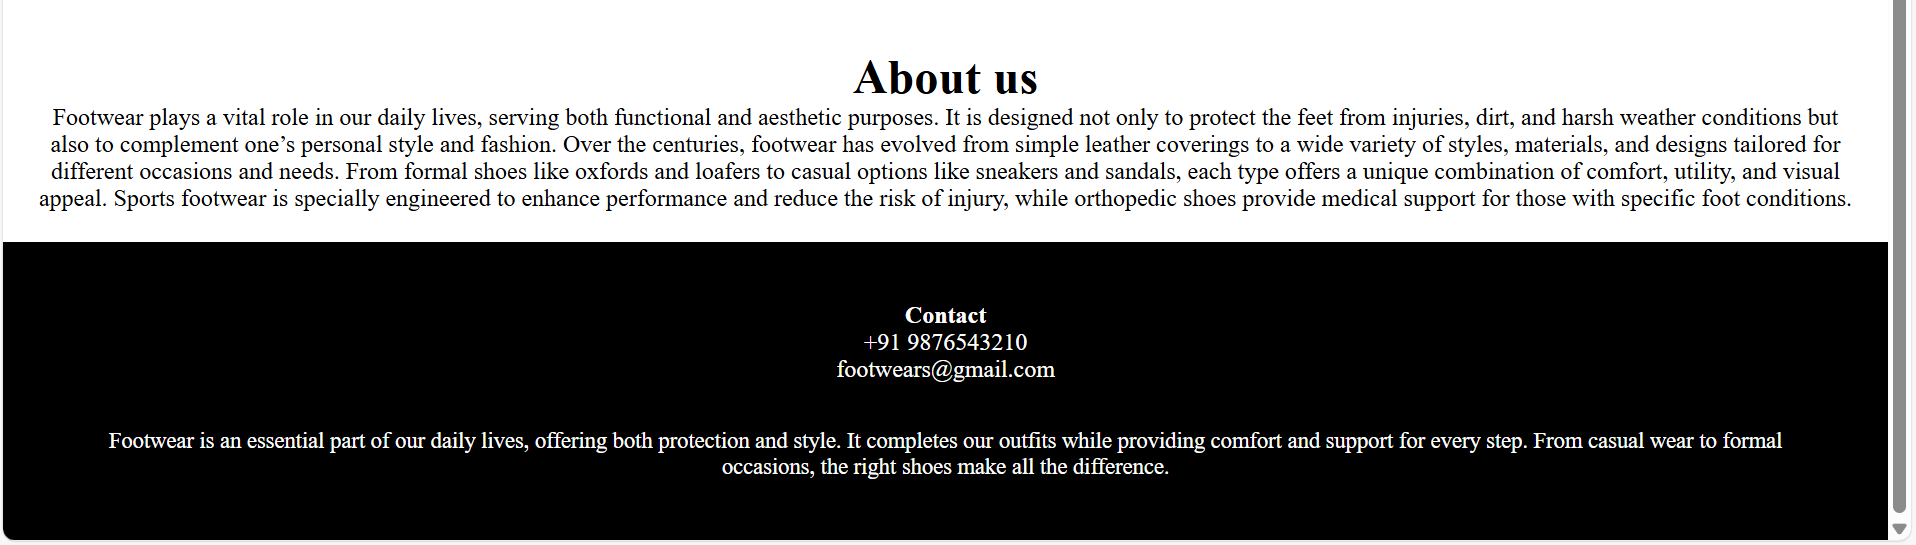 About us
Footwear plays a vital role in our daily lives, serving both functional and aesthetic purposes. It is designed not only to protect the feet from injuries, dirt, and harsh weather conditions but
also to complement one’s personal style and fashion. Over the centuries, footwear has evolved from simple leather coverings to a wide variety of styles, materials, and designs tailored for
different occasions and needs. From formal shoes like oxfords and loafers to casual options like sneakers and sandals, each type offers a unique combination of comfort, utility, and visual
appeal. Sports footwear is specially engineered to enhance performance and reduce the risk of injury, while orthopedic shoes provide medical support for those with specific foot conditions.
Contact
+91 9876543210
footwears@gmail.com
Footwear is an essential part of our daily lives, offering both protection and style. It completes our outfits while providing comfort and support for every step. From casual wear to formal
occasions, the right shoes make all the difference.